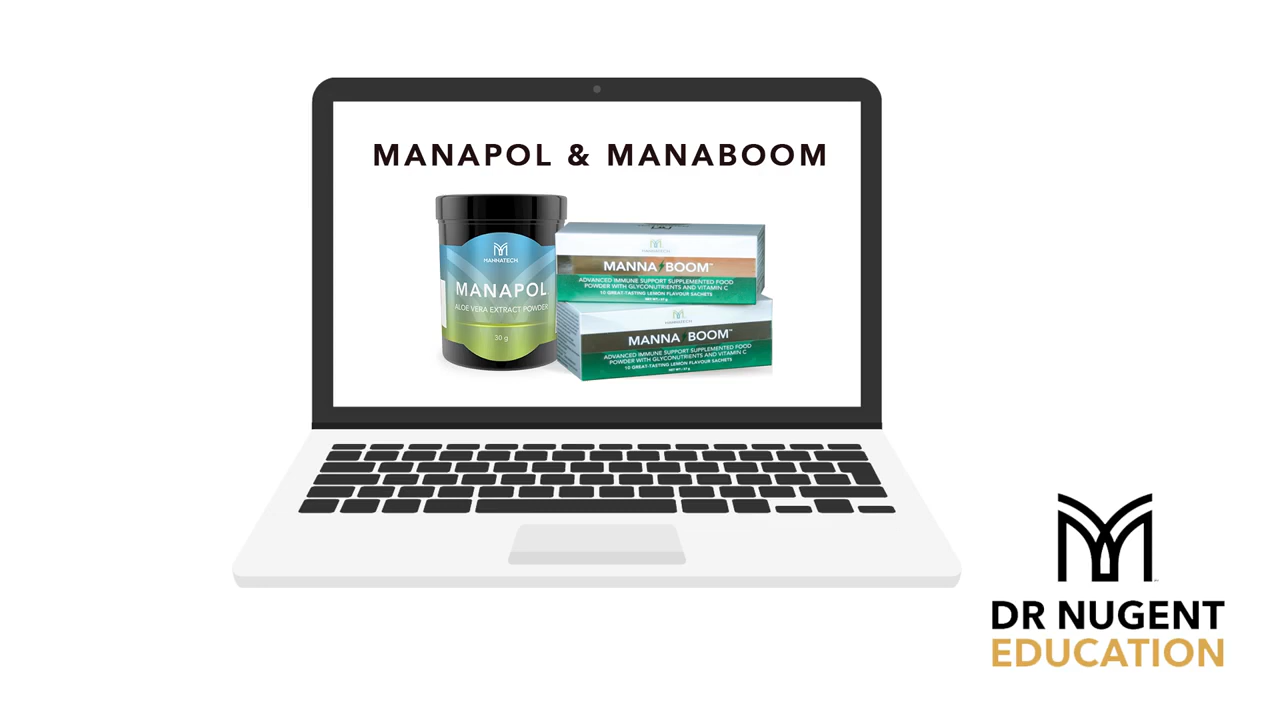 MANAPOL & MANABOOM
MANNATECH
MANAPOL
ALOE VERA EXTRACT POWDER
30 g
MANNATECH
MANNA BOOM™
ADVANCED IMMUNE SUPPORT SUPPLEMENTED FOOD
POWDER WITH GLYCONUTRIENTS AND VITAMIN C
10 GREAT-TASTING LEMON FLAVOUR SACHETS
MANNATECH
MANNA BOOM™
ADVANCED IMMUNE SUPPORT SUPPLEMENTED FOOD
POWDER WITH GLYCONUTRIENTS AND VITAMIN C
10 GREAT-TASTING LEMON FLAVOUR SACHETS
DR NUGENT
EDUCATION